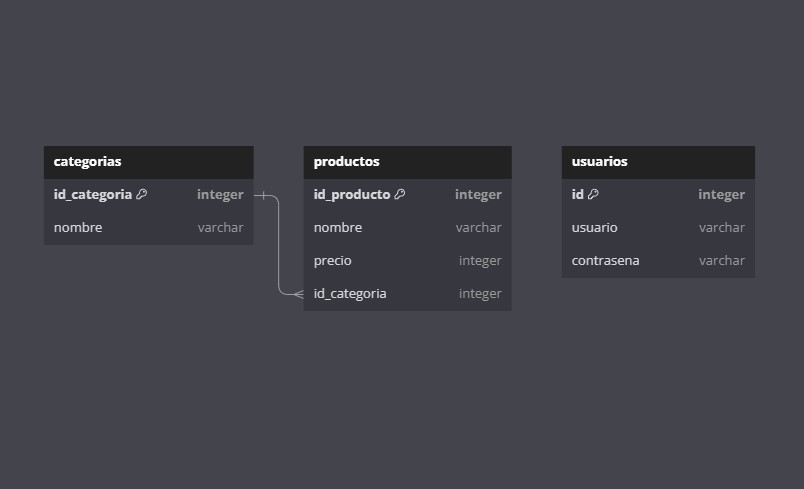 categorias
id_categoria integer
nombre varchar
productos
id_producto integer
nombre varchar
precio integer
id_categoria integer
usuarios
id integer
usuario varchar
contrasena varchar